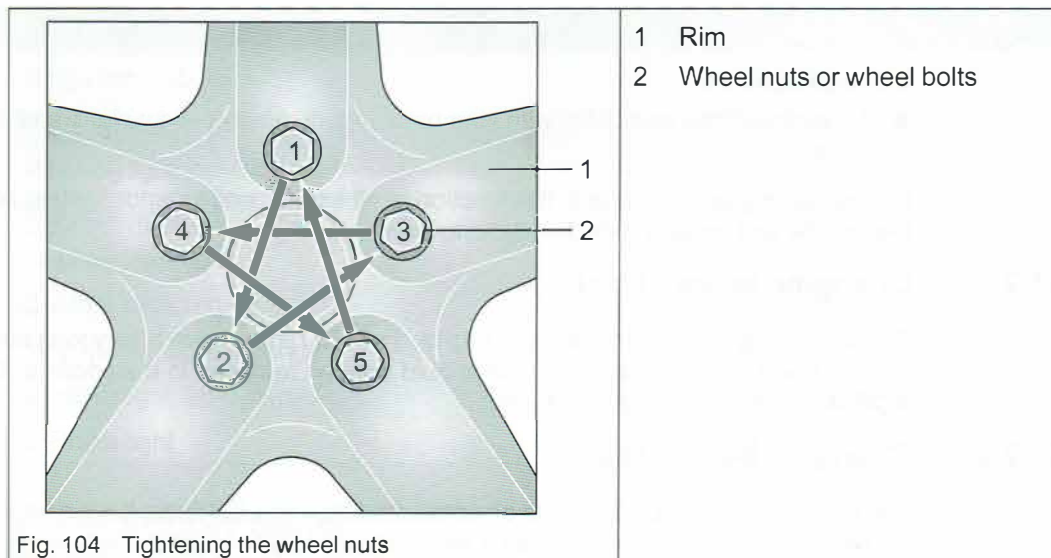 1 Rim
2 Wheel nuts or wheel bolts
1
1
4
3
2
2
5
Fig. 104 Tightening the wheel nuts